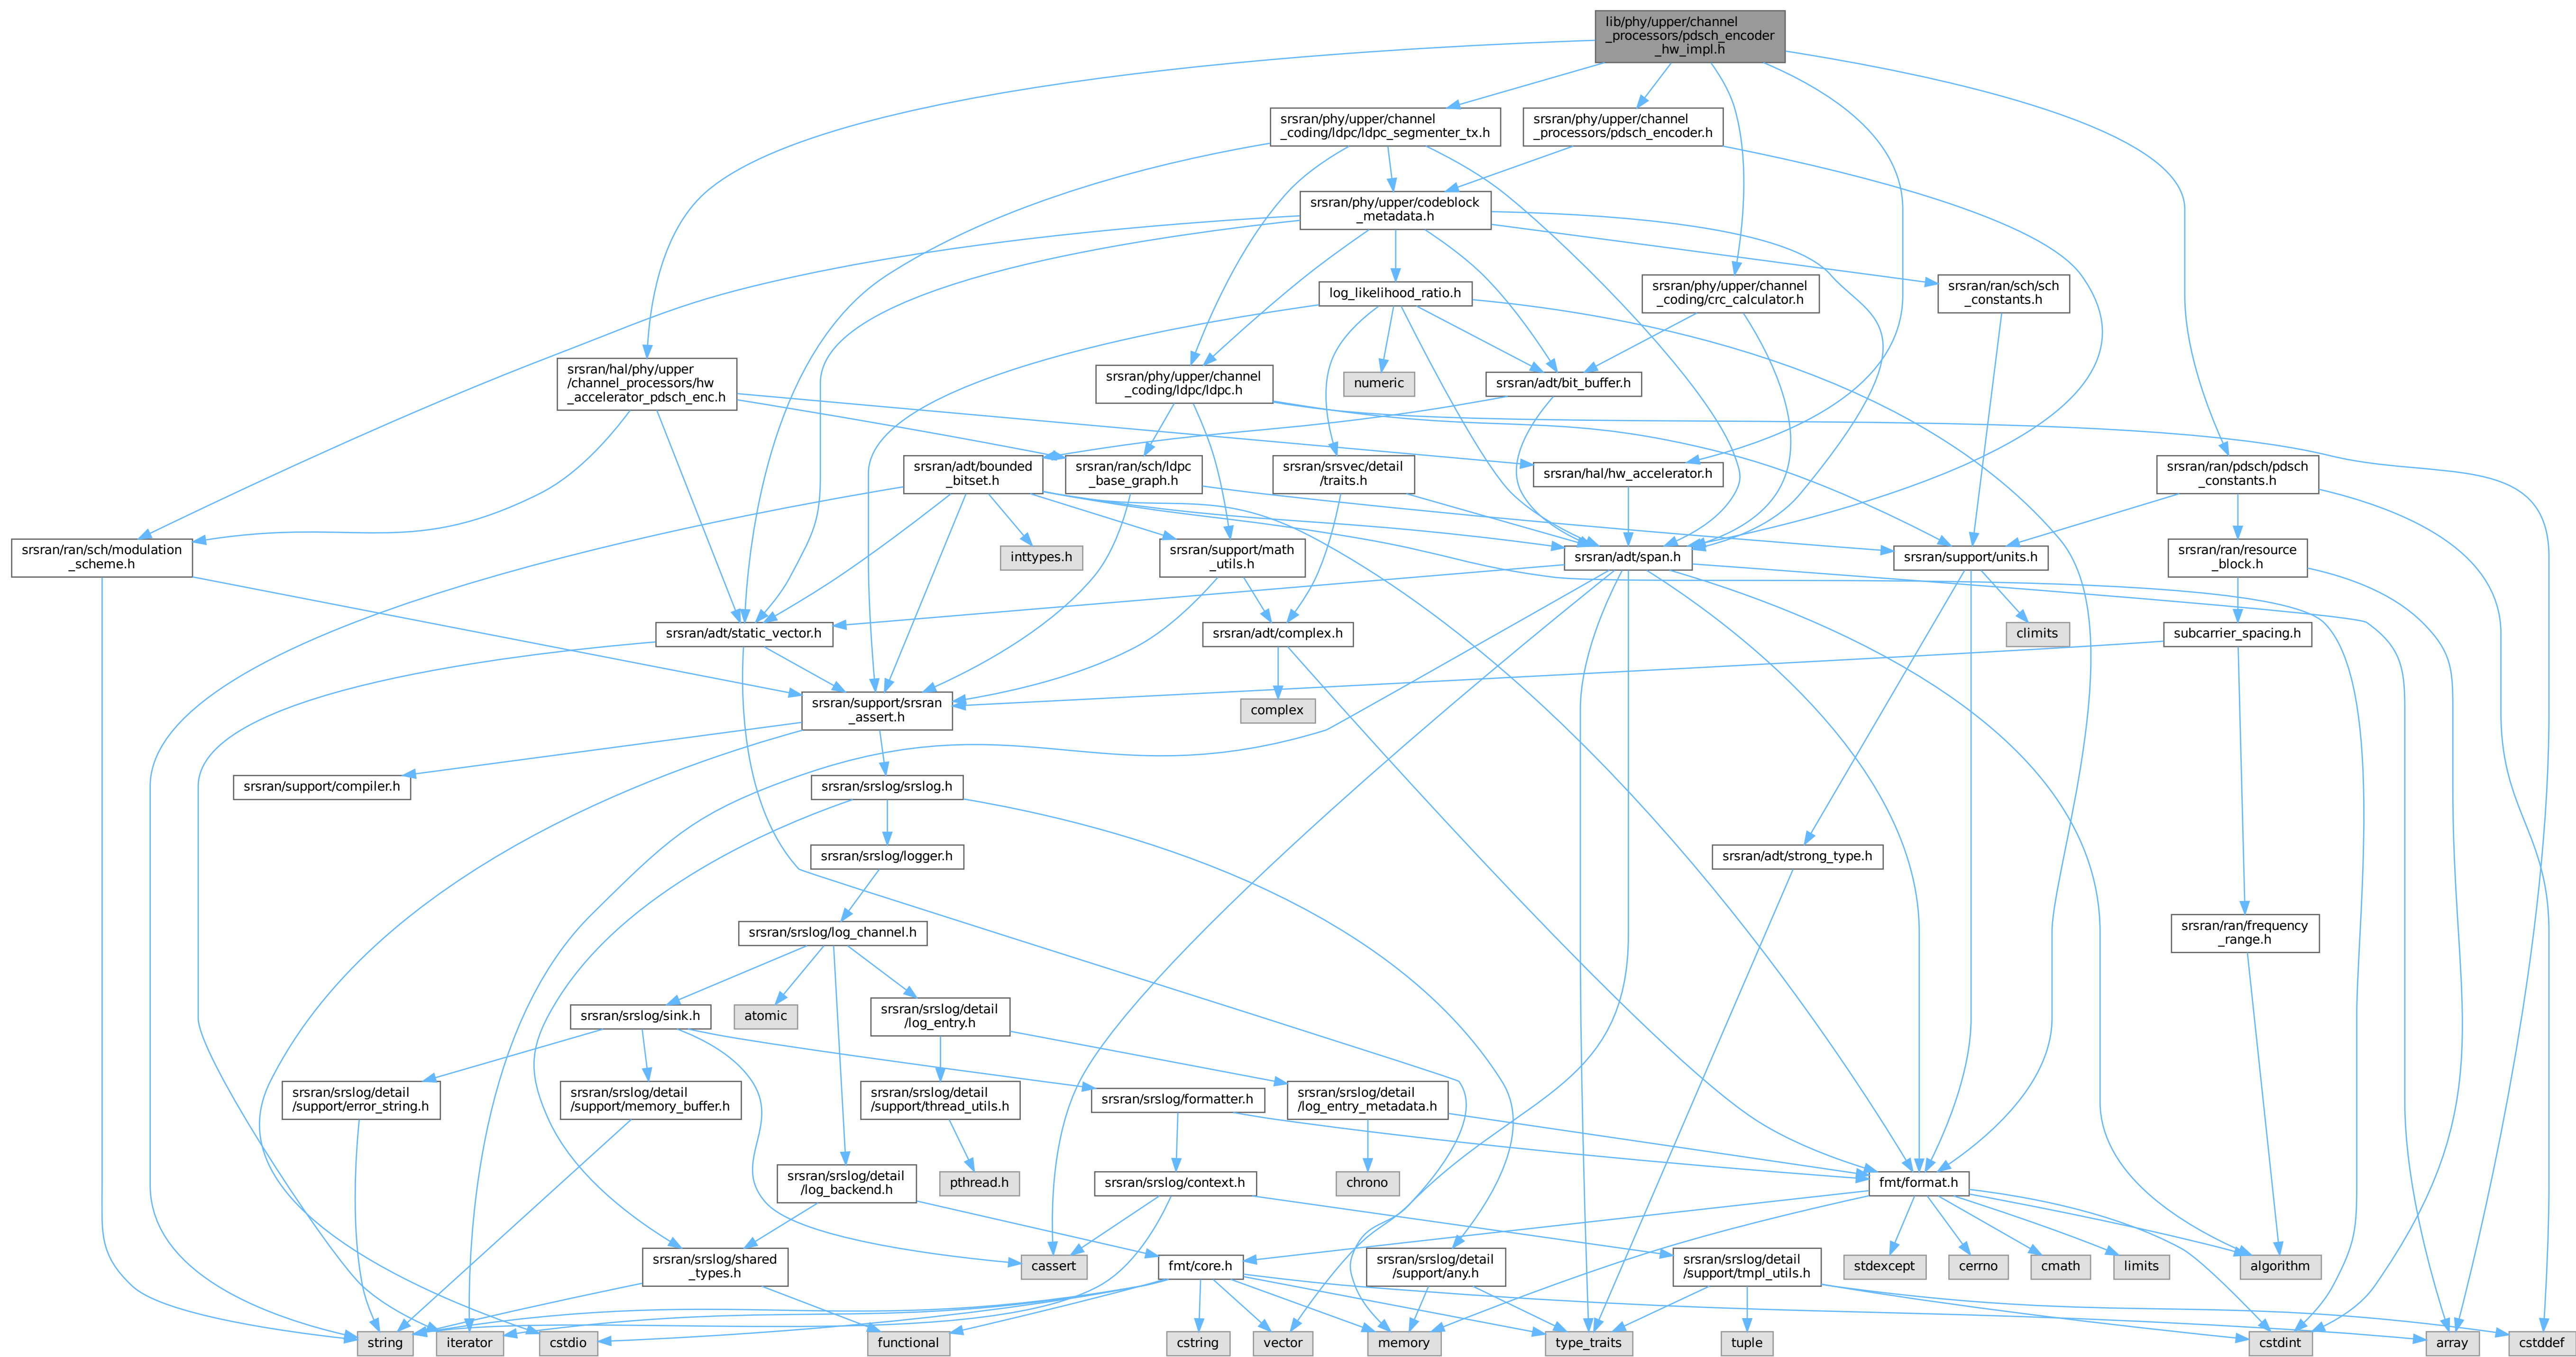 lib/phy/upper/channel
_processors/pdsch_encoder
_hw_impl.h
srsran/phy/upper/channel
_coding/ldpc/ldpc_segmenter_tx.h
srsran/phy/upper/channel
_processors/pdsch_encoder.h
srsran/phy/upper/codeblock
_metadata.h
log_likelihood_ratio.h
srsran/phy/upper/channel
_coding/crc_calculator.h
srsran/ran/sch/sch
_constants.h
srsran/hal/phy/upper
/channel_processors/hw
_accelerator_pdsch_enc.h
srsran/phy/upper/channel
_coding/ldpc/ldpc.h
numeric
srsran/adt/bit_buffer.h
srsran/adt/bounded
_bitset.h
srsran/ran/sch/ldpc
_base_graph.h
srsran/srsvec/detail
/traits.h
srsran/hal/hw_accelerator.h
srsran/ran/pdsch/pdsch
_constants.h
srsran/ran/sch/modulation
_scheme.h
inttypes.h
srsran/support/math
_utils.h
srsran/adt/span.h
srsran/support/units.h
srsran/ran/resource
_block.h
srsran/adt/static_vector.h
srsran/adt/complex.h
climits
subcarrier_spacing.h
srsran/support/srsran
_assert.h
complex
srsran/support/compiler.h
srsran/srslog/srslog.h
srsran/srslog/logger.h
srsran/adt/strong_type.h
srsran/srslog/log_channel.h
srsran/ran/frequency
_range.h
srsran/srslog/sink.h
atomic
srsran/srslog/detail
/log_entry.h
srsran/srslog/detail
/support/error_string.h
srsran/srslog/detail
/support/memory_buffer.h
srsran/srslog/detail
/support/thread_utils.h
srsran/srslog/formatter.h
srsran/srslog/detail
/log_entry_metadata.h
srsran/srslog/detail
/log_backend.h
pthread.h
srsran/srslog/context.h
chrono
fmt/format.h
srsran/srslog/shared
_types.h
cassert
fmt/core.h
srsran/srslog/detail
/support/any.h
srsran/srslog/detail
/support/tmpl_utils.h
stdexcept
cerrno
cmath
limits
algorithm
string
iterator
cstdio
functional
cstring
vector
memory
type_traits
tuple
cstdint
array
cstddef